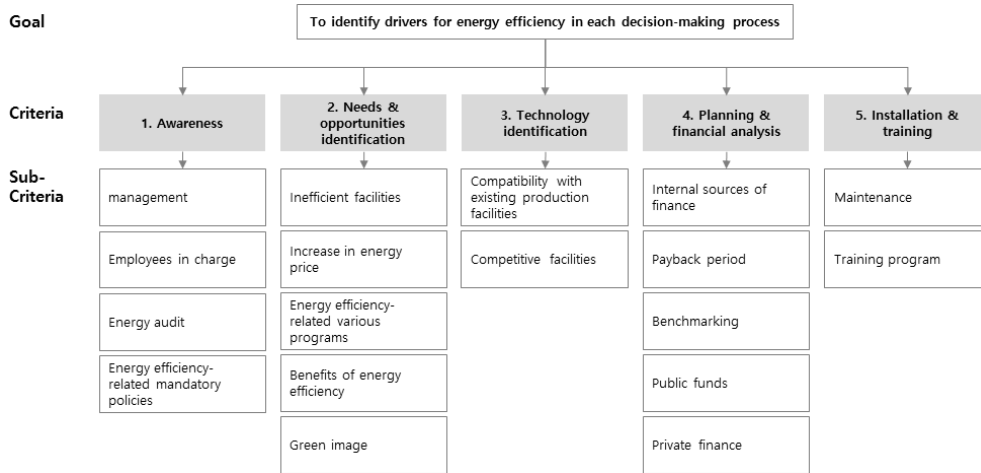 Goal
To identify drivers for energy efficiency in each decision-making process
Criteria
1. Awareness
2. Needs &
opportunities
identification
3. Technology
identification
4. Planning &
financial analysis
5. Installation &
training
Sub-
Criteria
management
Employees in charge
Energy audit
Energy efficiency-
related mandatory
policies
Inefficient facilities
Increase in energy
price
Energy efficiency-
related various
programs
Benefits of energy
efficiency
Green image
Compatibility with
existing production
facilities
Competitive facilities
Internal sources of
finance
Payback period
Benchmarking
Public funds
Private finance
Maintenance
Training program